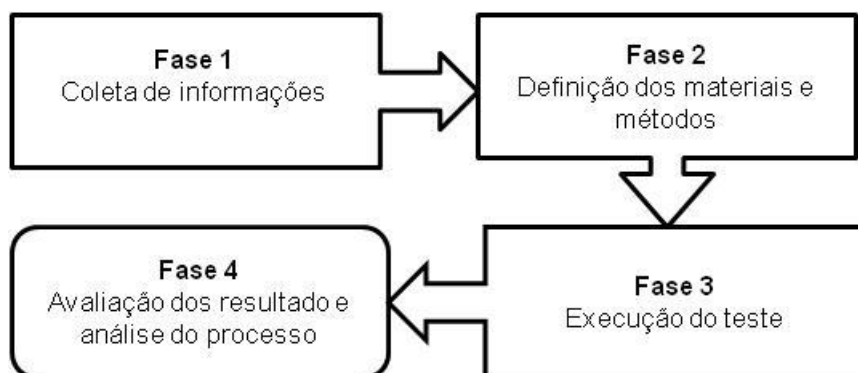 Fase 1
Coleta de informações
Fase 2
Definição dos materiais e
métodos
Fase 3
Execução do teste
Fase 4
Avaliação dos resultado e
análise do processo